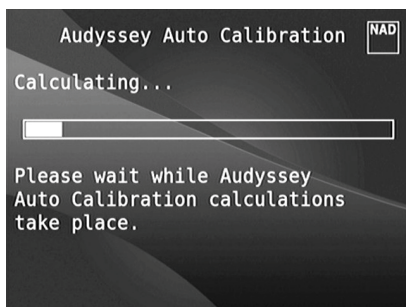 Audyssey Auto Calibration
NAD
Calculating...
Please wait while Audyssey
Auto Calibration calculations
take place.